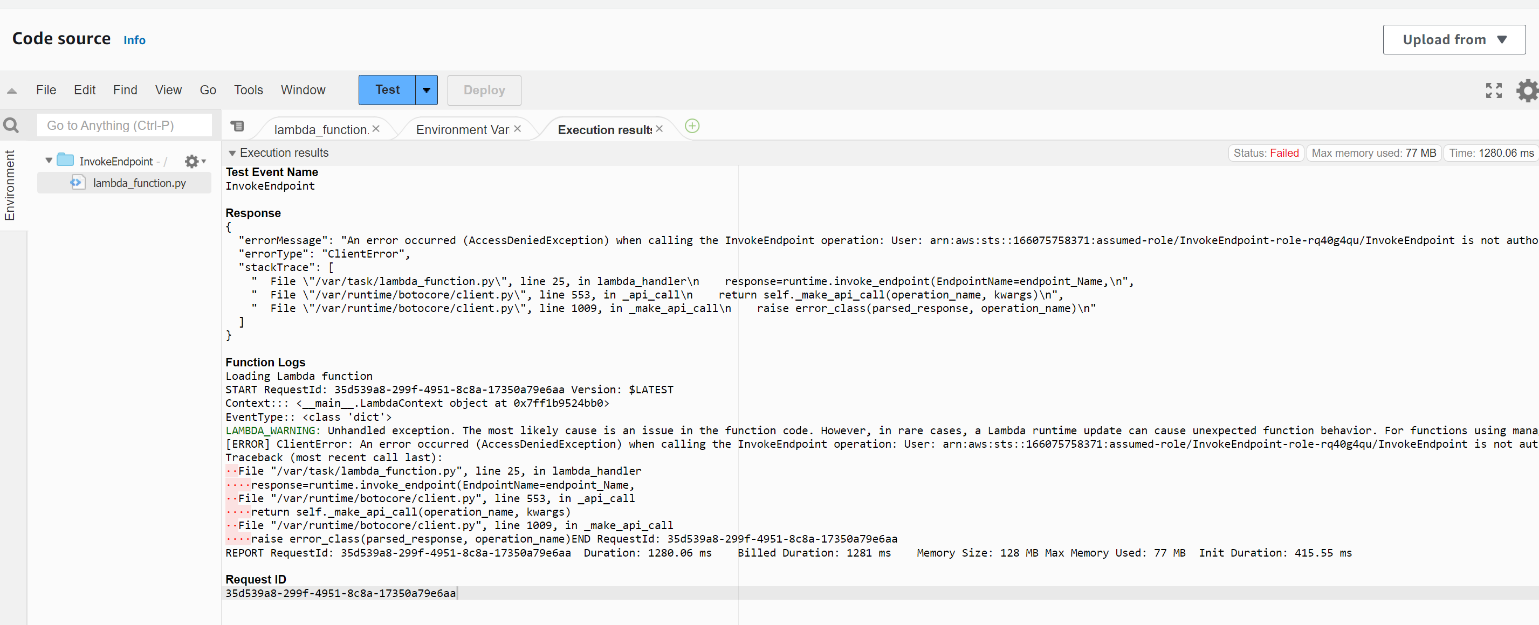 Code source Info
Upload from
File Edit Find View Go Tools Window Test Deploy
Go to Anything (Ctrl-P)
lambda_function. Environment Var Execution results
Environment
InvokeEndpoint - /
lambda_function.py
Execution results
Status: Failed Max memory used: 77 MB Time: 1280.06 ms
Test Event Name
InvokeEndpoint
Response
{
"errorMessage": "An error occurred (AccessDeniedException) when calling the InvokeEndpoint operation: User: arn:aws:sts::166075758371:assumed-role/InvokeEndpoint-role-rq40g4qu/InvokeEndpoint is not autho
"errorType": "ClientError",
"stackTrace": [
"  File \"/var/task/lambda_function.py\", line 25, in lambda_handler\n    response=runtime.invoke_endpoint(EndpointName=endpoint_Name,\n",
"  File \"/var/runtime/botocore/client.py\", line 553, in _api_call\n    return self._make_api_call(operation_name, kwargs)\n",
"  File \"/var/runtime/botocore/client.py\", line 1009, in _make_api_call\n    raise error_class(parsed_response, operation_name)\n"
]
}
Function Logs
Loading Lambda function
START RequestId: 35d539a8-299f-4951-8c8a-17350a79e6aa Version: $LATEST
Context::: <__main__.LambdaContext object at 0x7ff1b9524bb0>
EventType:: <class 'dict'>
LAMBDA_WARNING: Unhandled exception. The most likely cause is an issue in the function code. However, in rare cases, a Lambda runtime update can cause unexpected function behavior. For functions using mana
[ERROR] ClientError: An error occurred (AccessDeniedException) when calling the InvokeEndpoint operation: User: arn:aws:sts::166075758371:assumed-role/InvokeEndpoint-role-rq40g4qu/InvokeEndpoint is not aut
Traceback (most recent call last):
··File "/var/task/lambda_function.py", line 25, in lambda_handler
····response=runtime.invoke_endpoint(EndpointName=endpoint_Name,
··File "/var/runtime/botocore/client.py", line 553, in _api_call
····return self._make_api_call(operation_name, kwargs)
··File "/var/runtime/botocore/client.py", line 1009, in _make_api_call
····raise error_class(parsed_response, operation_name)END RequestId: 35d539a8-299f-4951-8c8a-17350a79e6aa
REPORT RequestId: 35d539a8-299f-4951-8c8a-17350a79e6aa  Duration: 1280.06 ms    Billed Duration: 1281 ms    Memory Size: 128 MB Max Memory Used: 77 MB  Init Duration: 415.55 ms
Request ID
35d539a8-299f-4951-8c8a-17350a79e6aa